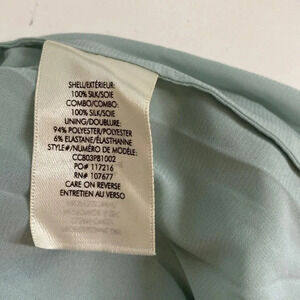 SHELL/EXTÉRIEUR:
100% SILK/SOIE
COMBO/COMBO:
100% SILK/SOIE
LINING/DOUBLURE:
94% POLYESTER/POLYESTER
6% ELASTANE/ÉLASTHANNE
STYLE#/NUMÉRO DE MODÈLE:
CC803P81002
PO# 117216
RN# 107677
CARE ON REVERSE
ENTRETIEN AU VERSO